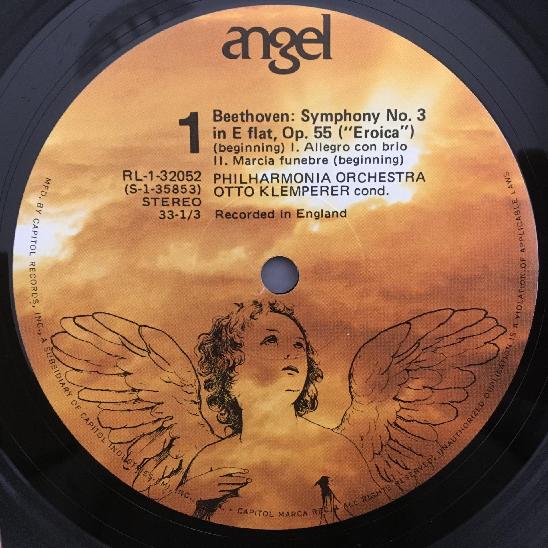 angel
1
Beethoven: Symphony No. 3
in E flat, Op. 55 ("Eroica")
(beginning) I. Allegro con brio
II. Marcia funebre (beginning)
RL-1-32052 PHILHARMONIA ORCHESTRA
(S-1-35853) OTTO KLEMPERER cond.
STEREO
33-1/3 Recorded in England
MFD. BY CAPITOL RECORDS, INC., A SUBSIDIARY OF CAPITOL INDUSTRIES-EMI, INC., • CAPITOL MARCA REG. • ALL RIGHTS RESERVED. UNAUTHORIZED DUPLICATION IS A VIOLATION OF APPLICABLE LAWS